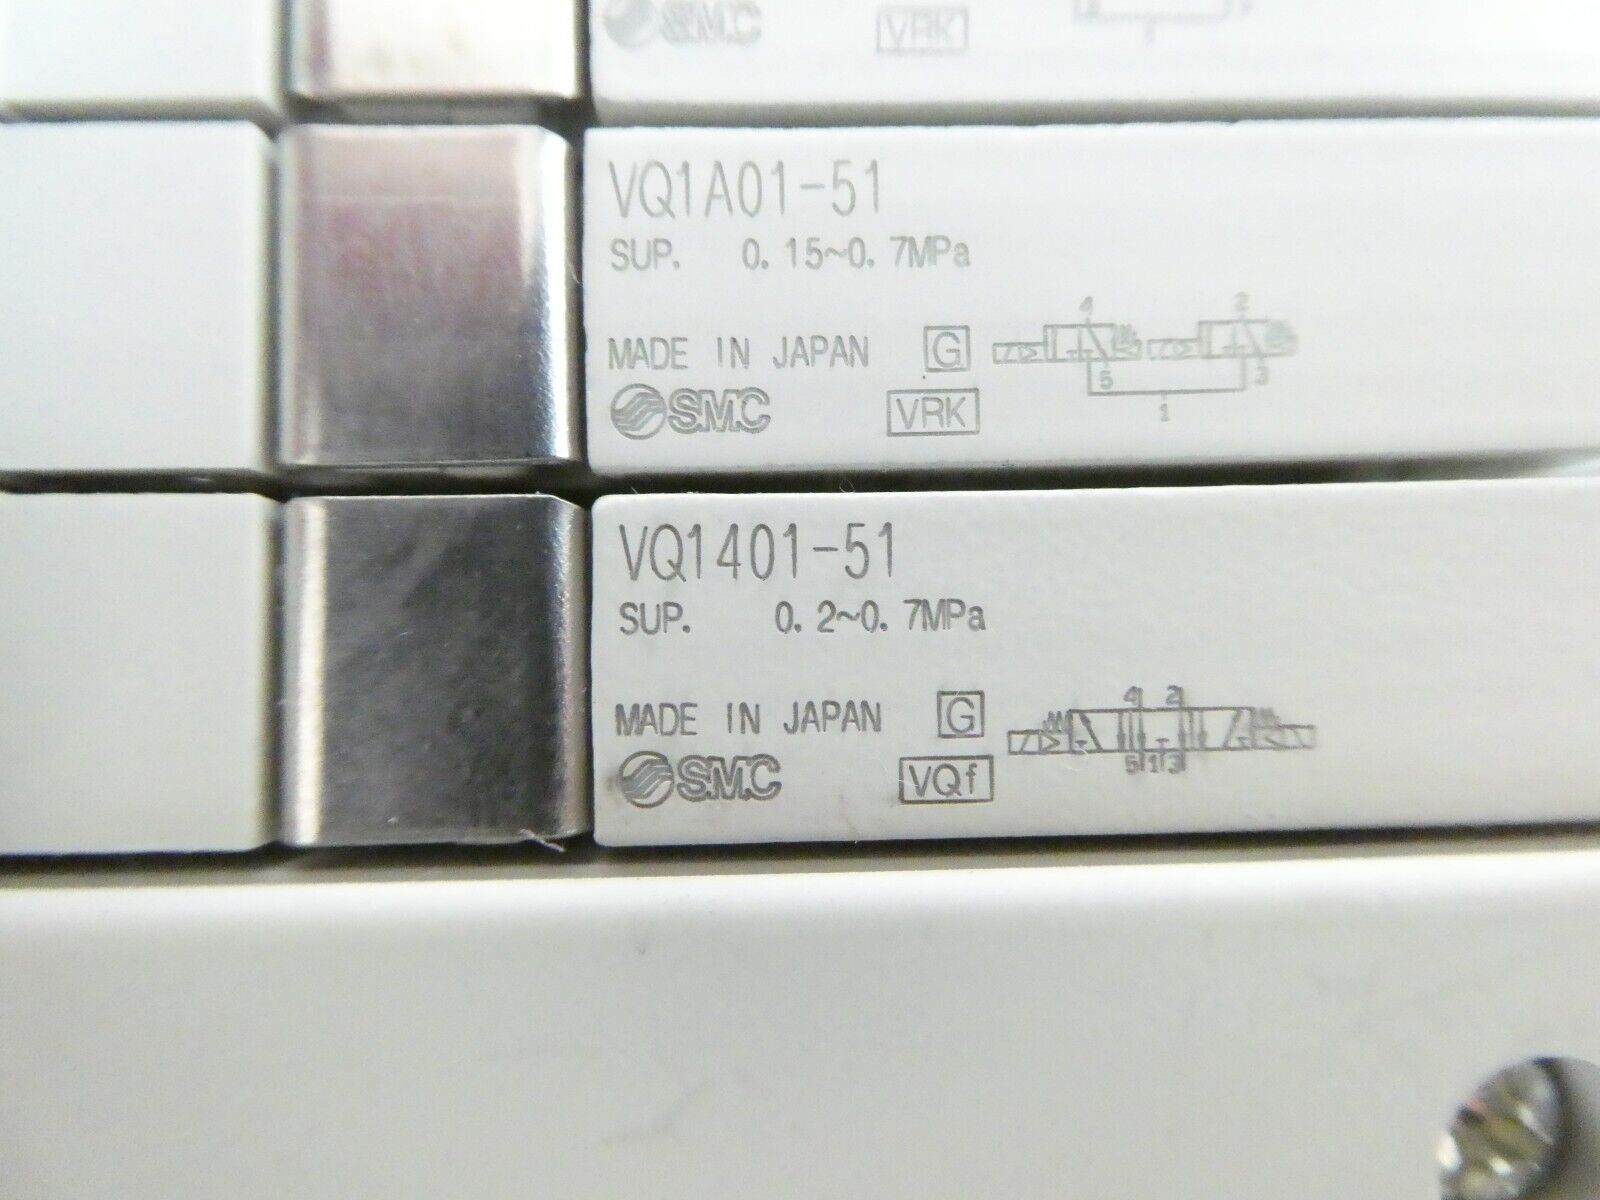 SMC VRK
VQ1A01-51
SUP. 0.15~0.7MPa
4 2
MADE IN JAPAN G
5 3
SMC VRK 1
VQ1401-51
SUP. 0.2~0.7MPa
4 2
MADE IN JAPAN G
5 1 3
SMC VQf